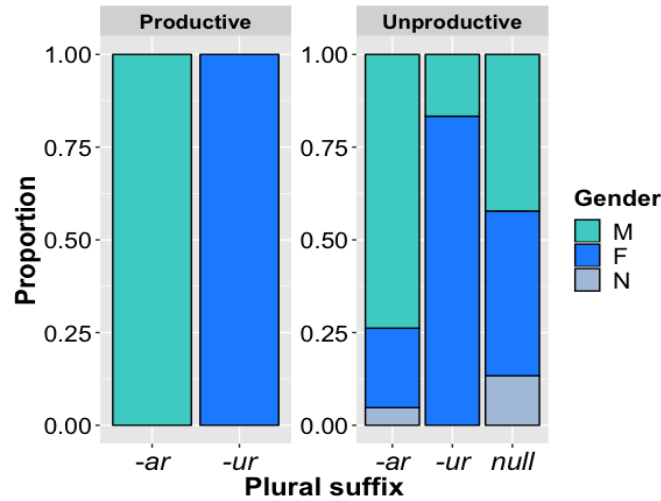 Productive Unproductive
1.00 1.00
0.75 0.75
0.50 0.50
0.25 0.25
0.00 0.00
Proportion
-ar -ur -ar -ur null
Plural suffix
Gender
M
F
N